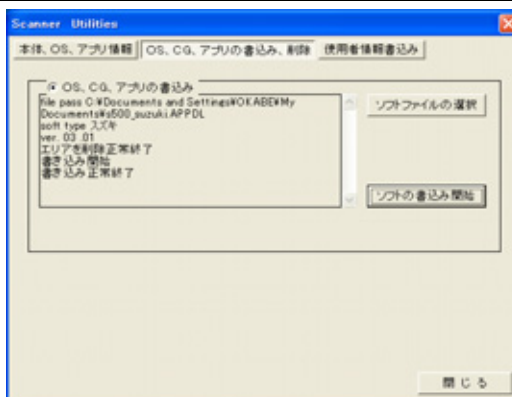 Scanner Utilities
本体、OS、アプリ情報 OS、CG、アプリの書込み、削除 使用者情報書込み
OS、CG、アプリの書込み
file pass C:¥Documents and Settings¥OKABE¥My
Documents¥s500_suzuki.APPDL
soft type スズキ
ver. 03 .01
エリアを削除正常終了
書き込み開始
書き込み正常終了
ソフトファイルの選択
ソフトの書込み開始
閉じる